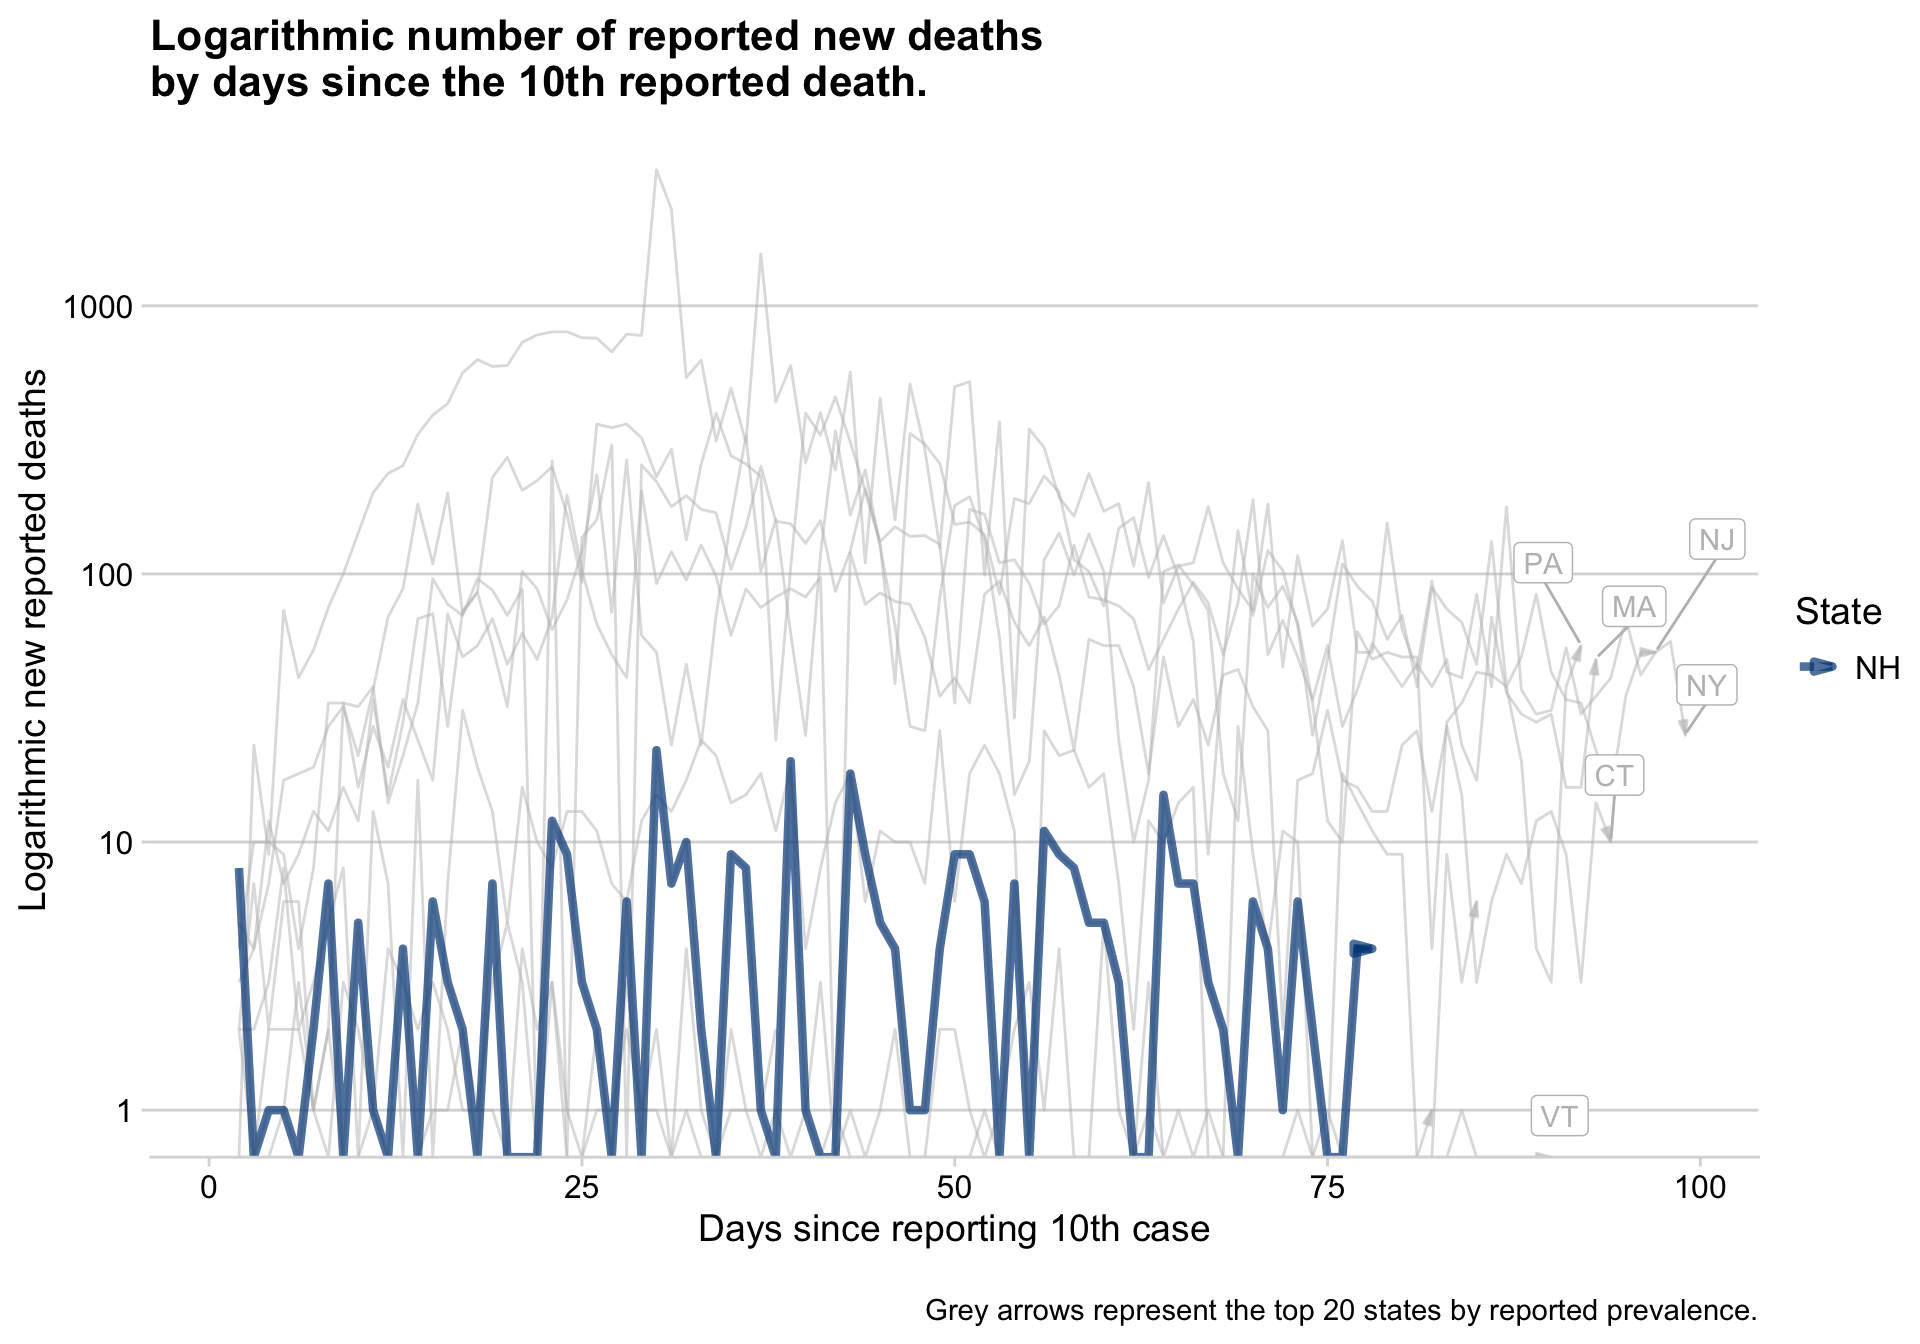 Logarithmic number of reported new deaths
by days since the 10th reported death.
Logarithmic new reported deaths
1000
100
10
1
PA
NJ
MA
NY
CT
VT
State
NH
0
25
50
75
100
Days since reporting 10th case
Grey arrows represent the top 20 states by reported prevalence.